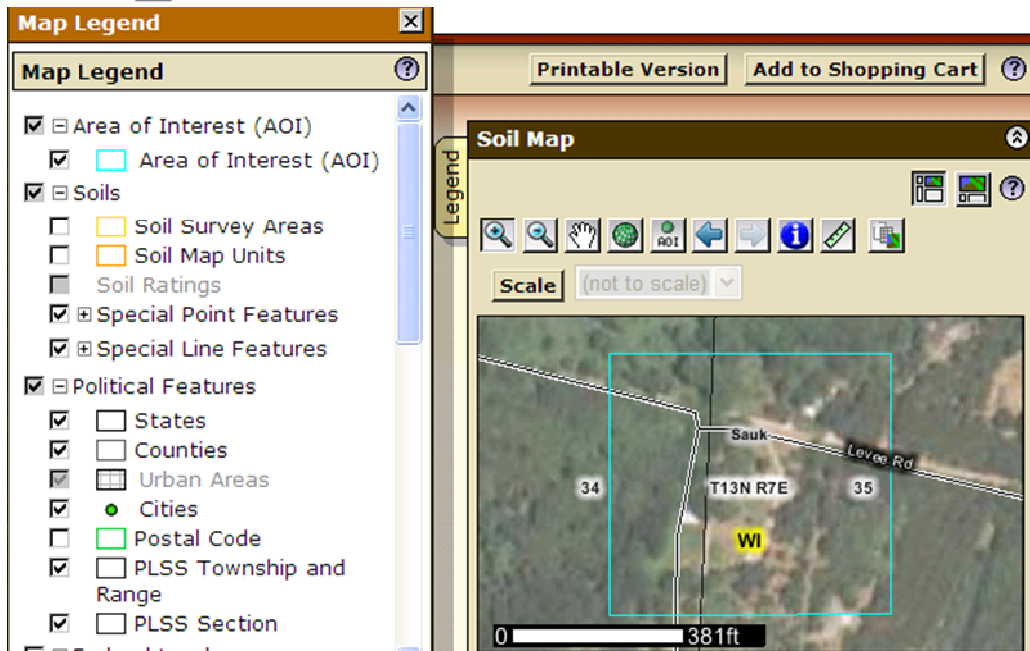 Map Legend
Map Legend
Area of Interest (AOI)
Area of Interest (AOI)
Soils
Soil Survey Areas
Soil Map Units
Soil Ratings
Special Point Features
Special Line Features
Political Features
States
Counties
Urban Areas
Cities
Postal Code
PLSS Township and
Range
PLSS Section
Legend
Printable Version
Add to Shopping Cart
Soil Map
AOI
Scale
(not to scale)
Sauk
Levee Rd
34
T13N R7E
35
WI
0
381ft